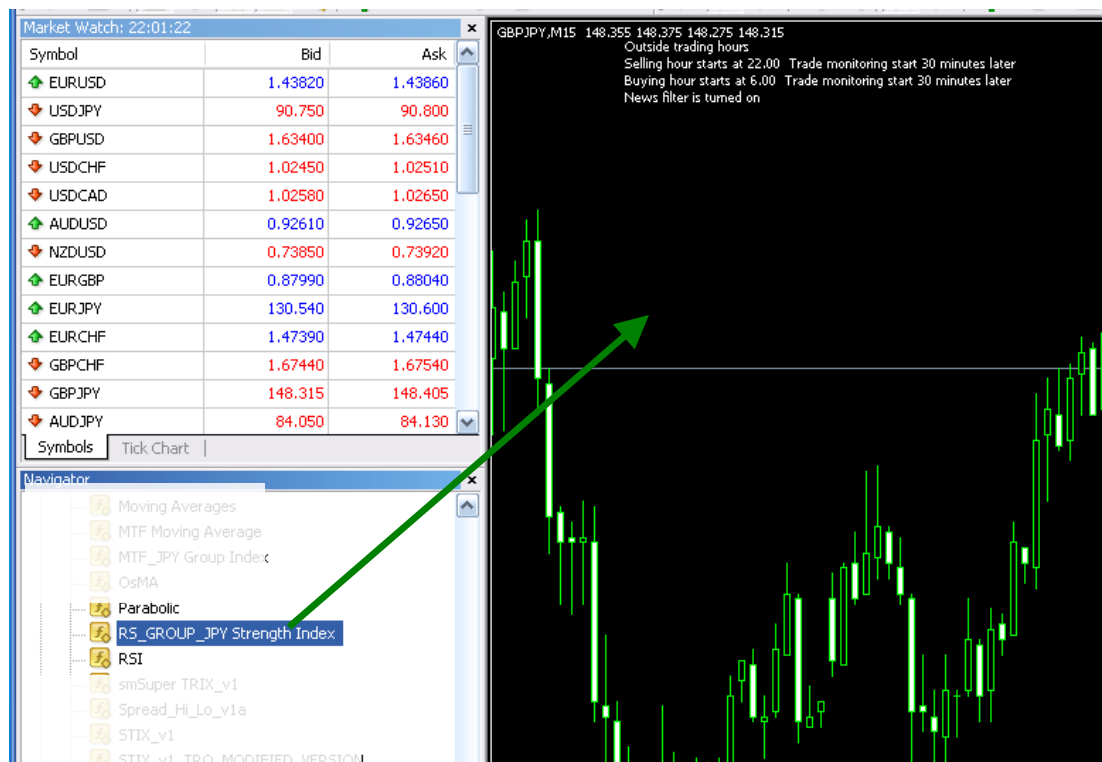 Market Watch: 22:01:22
Symbol Bid Ask
EURUSD 1.43820 1.43860
USDJPY 90.750 90.800
GBPUSD 1.63400 1.63460
USDCHF 1.02450 1.02510
USDCAD 1.02580 1.02650
AUDUSD 0.92610 0.92650
NZDUSD 0.73850 0.73920
EURGBP 0.87990 0.88040
EURJPY 130.540 130.600
EURCHF 1.47390 1.47440
GBPCHF 1.67440 1.67540
GBPJPY 148.315 148.405
AUDJPY 84.050 84.130
Symbols Tick Chart
Navigator
Moving Averages
MTF Moving Average
MTF_JPY Group Index
OsMA
Parabolic
RS_GROUP_JPY Strength Index
RSI
smSuper TRIX_v1
Spread_Hi_Lo_v1a
STIX_v1
STIX_v1_TRO_MODIFIED_VERSION
GBPJPY,M15 148.355 148.375 148.275 148.315
Outside trading hours
Selling hour starts at 22.00 Trade monitoring start 30 minutes later
Buying hour starts at 6.00 Trade monitoring start 30 minutes later
News filter is turned on